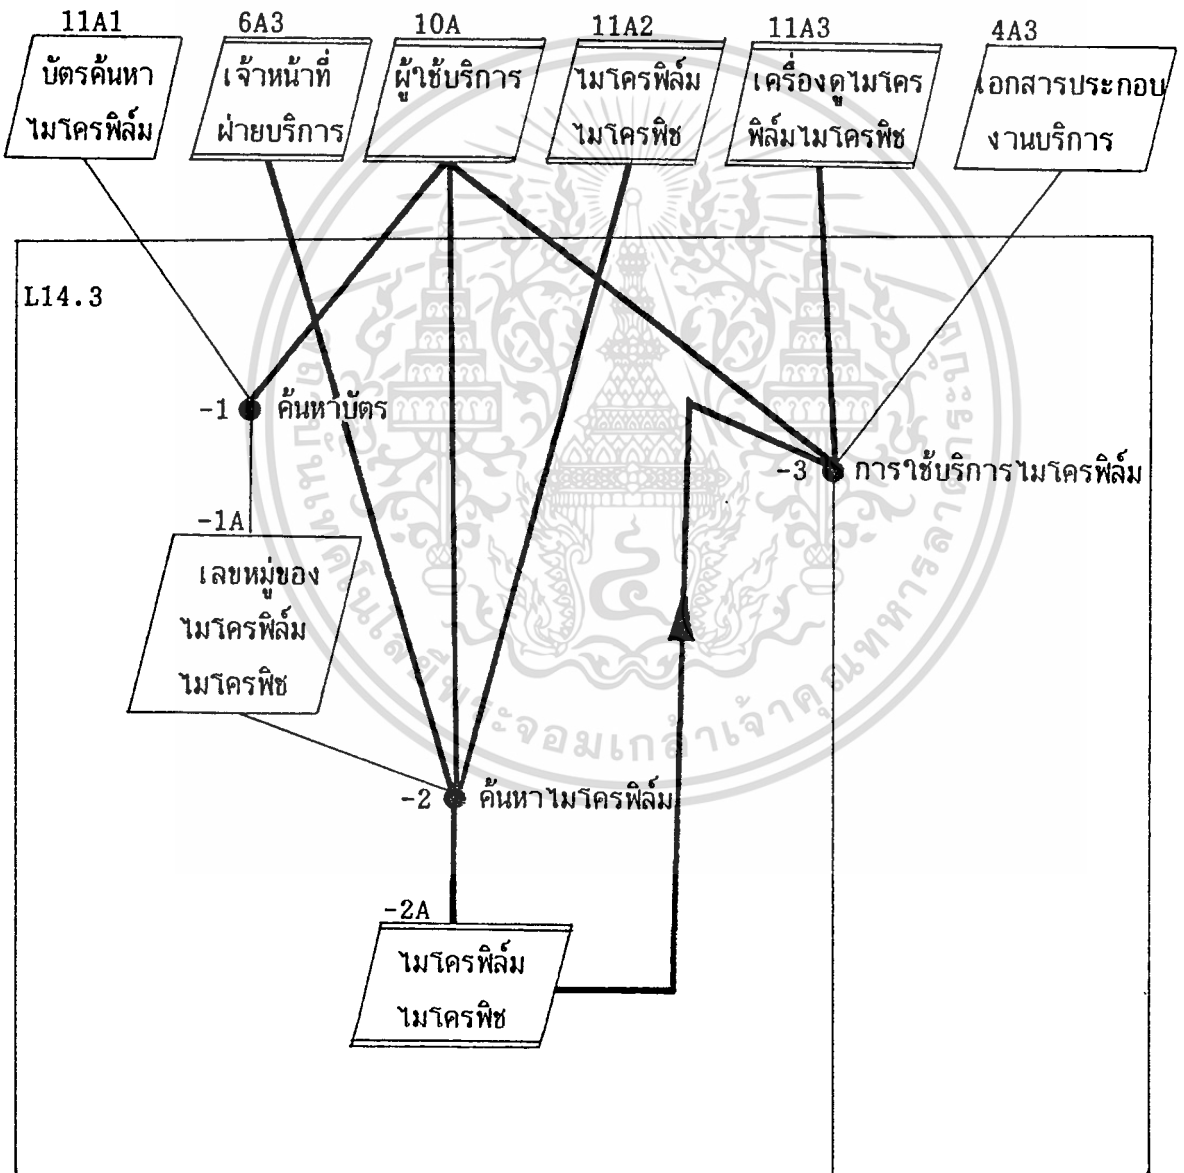 11A1
6A3
10A
11A2
11A3
4A3
บัตรค้นหา
ไมโครฟิล์ม
เจ้าหน้าที่
ฝ่ายบริการ
ผู้ใช้บริการ
ไมโครฟิล์ม
ไมโครฟิช
เครื่องดูไมโคร
ฟิล์มไมโครฟิช
เอกสารประกอบ
งานบริการ
L14.3
-1 ค้นหาบัตร
-3 การใช้บริการไมโครฟิล์ม
-1A
เลขหมู่ของ
ไมโครฟิล์ม
ไมโครฟิช
-2 ค้นหาไมโครฟิล์ม
-2A
ไมโครฟิล์ม
ไมโครฟิช